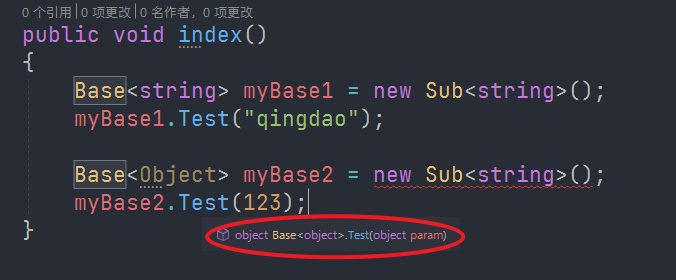 0 个引用 | 0 项更改 | 0 名作者，0 项更改
public void index()
{
Base<string> myBase1 = new Sub<string>();
myBase1.Test("qingdao");
Base<Object> myBase2 = new Sub<string>();
myBase2.Test(123);
}
object Base<object>.Test(object param)